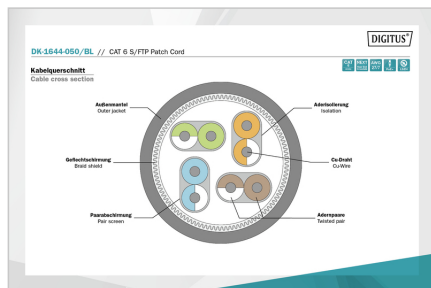 DIGITUS®
DK-1644-050/BL // CAT 6 S/FTP Patch Cord
Kabelquerschnitt
Cable cross section
Außenmantel
Outer jacket
Aderisolierung
Isolation
Geflechtschirmung
Braid shield
Cu-Draht
Cu-Wire
Paarabschirmung
Pair screen
Adernpaare
Twisted pair